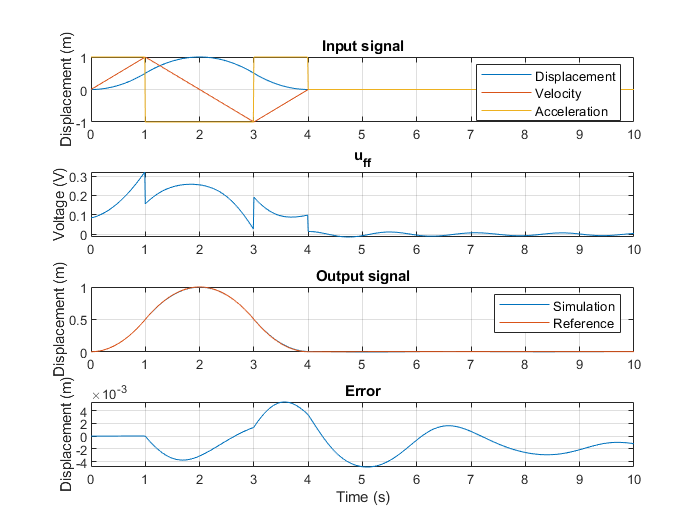 Input signal
Displacement (m)
1
0
-1
0 1 2 3 4 5 6 7 8 9 10
Displacement
Velocity
Acceleration
u_ff
Voltage (V)
0.3
0.2
0.1
0
0 1 2 3 4 5 6 7 8 9 10
Output signal
Displacement (m)
1
0.5
0
0 1 2 3 4 5 6 7 8 9 10
Simulation
Reference
Error
×10^-3
Displacement (m)
4
2
0
-2
-4
0 1 2 3 4 5 6 7 8 9 10
Time (s)